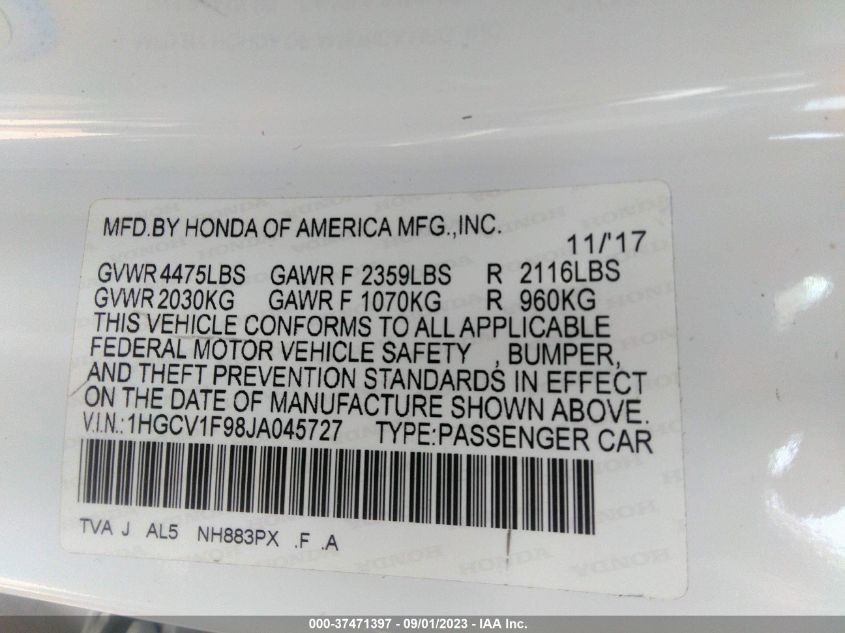 MFD.BY HONDA OF AMERICA MFG.,INC. 11/'17
GVWR 4475LBS GAWR F 2359LBS R 2116LBS
GVWR 2030KG GAWR F 1070KG R 960KG
THIS VEHICLE CONFORMS TO ALL APPLICABLE
FEDERAL MOTOR VEHICLE SAFETY , BUMPER,
AND THEFT PREVENTION STANDARDS IN EFFECT
ON THE DATE OF MANUFACTURE SHOWN ABOVE.
V.I.N.:1HGCV1F98JA045727 TYPE:PASSENGER CAR
TVA J AL5 NH883PX .F .A
HONDA HONDA
000-37471397 - 09/01/2023 - IAA Inc.